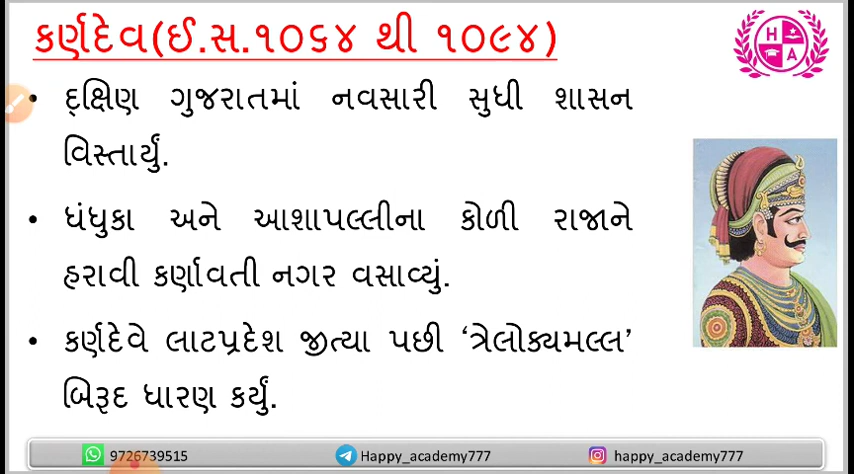 કર્ણદેવ(ઈ.સ.૧૦૬૪ થી ૧૦૯૪)
H
A
• દક્ષિણ ગુજરાતમાં નવસારી સુધી શાસન
વિસ્તાર્યું.
• ધંધુકા અને આશાપલ્લીના કોળી રાજાને
હરાવી કર્ણાવતી નગર વસાવ્યું.
• કર્ણદેવે લાટપ્રદેશ જીત્યા પછી ‘ત્રેલોક્યમલ્લ’
બિરૂદ ધારણ કર્યું.
9726739515 Happy_academy777 happy_academy777